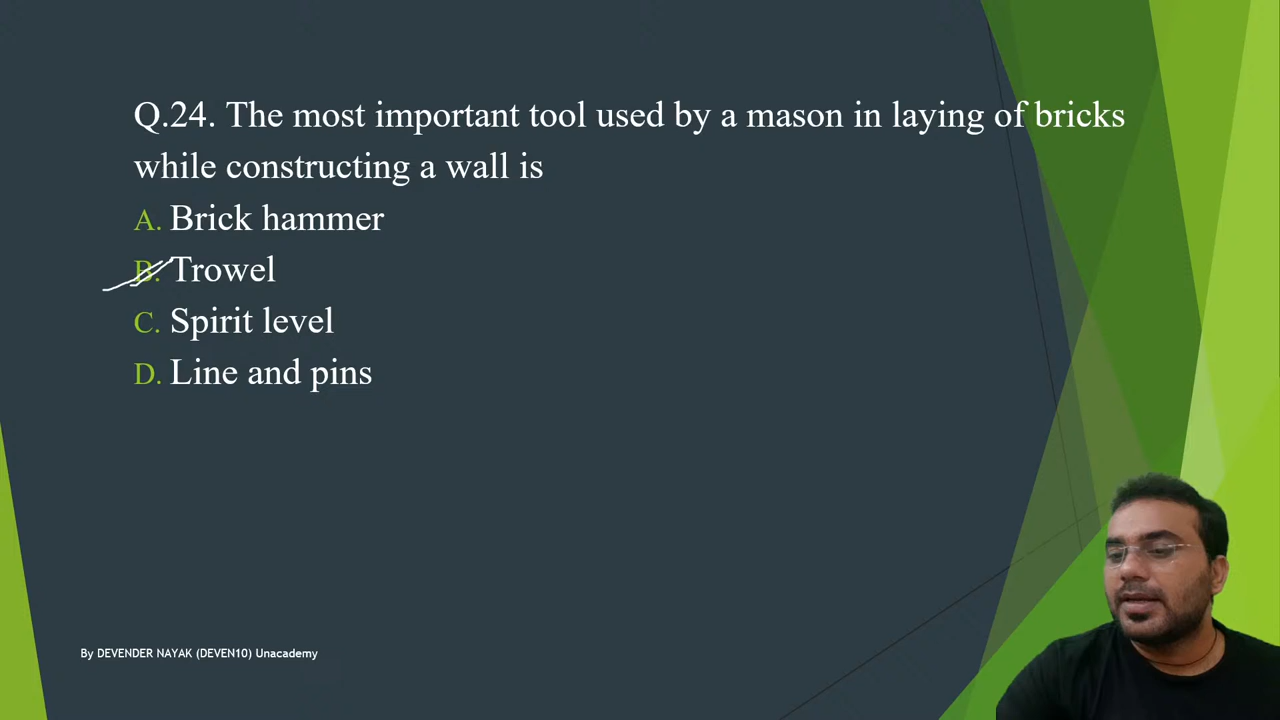 Q.24. The most important tool used by a mason in laying of bricks
while constructing a wall is
A. Brick hammer
B. Trowel
C. Spirit level
D. Line and pins
By DEVENDER NAYAK (DEVEN10) Unacademy